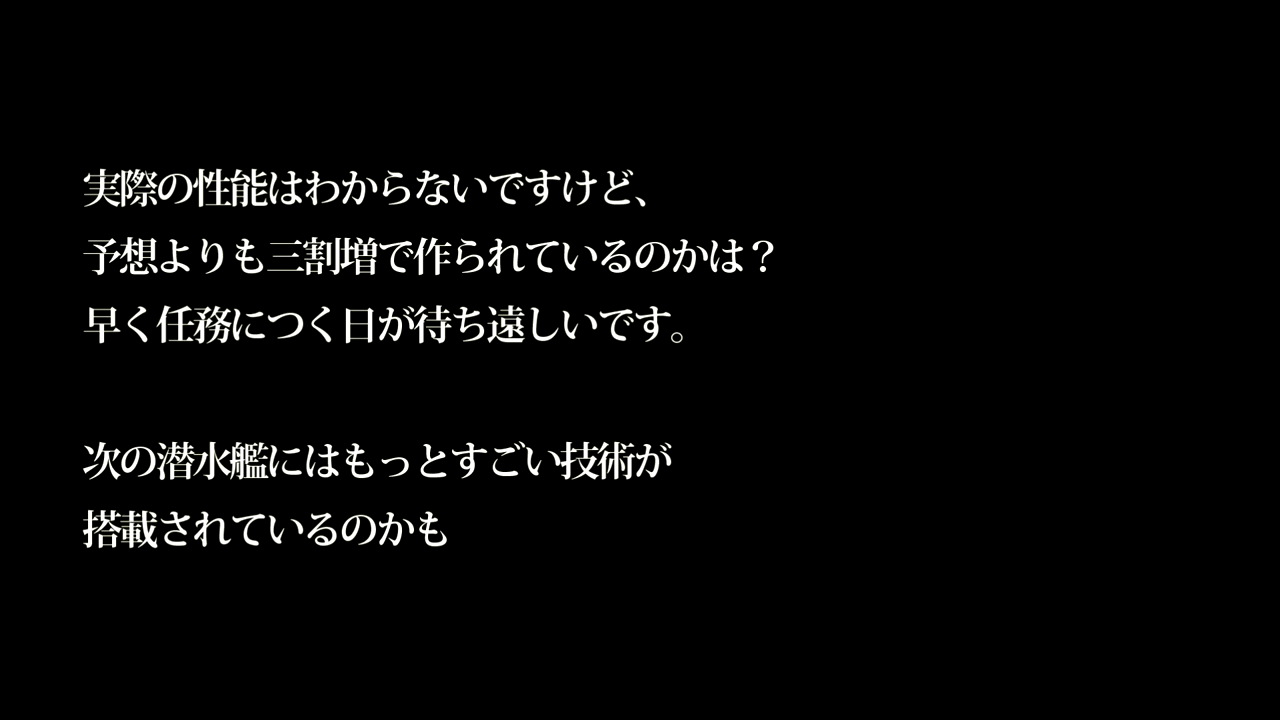 実際の性能はわからないですけど、
予想よりも三割増で作られているのかは？
早く任務につく日が待ち遠しいです。
次の潜水艦にはもっとすごい技術が
搭載されているのかも